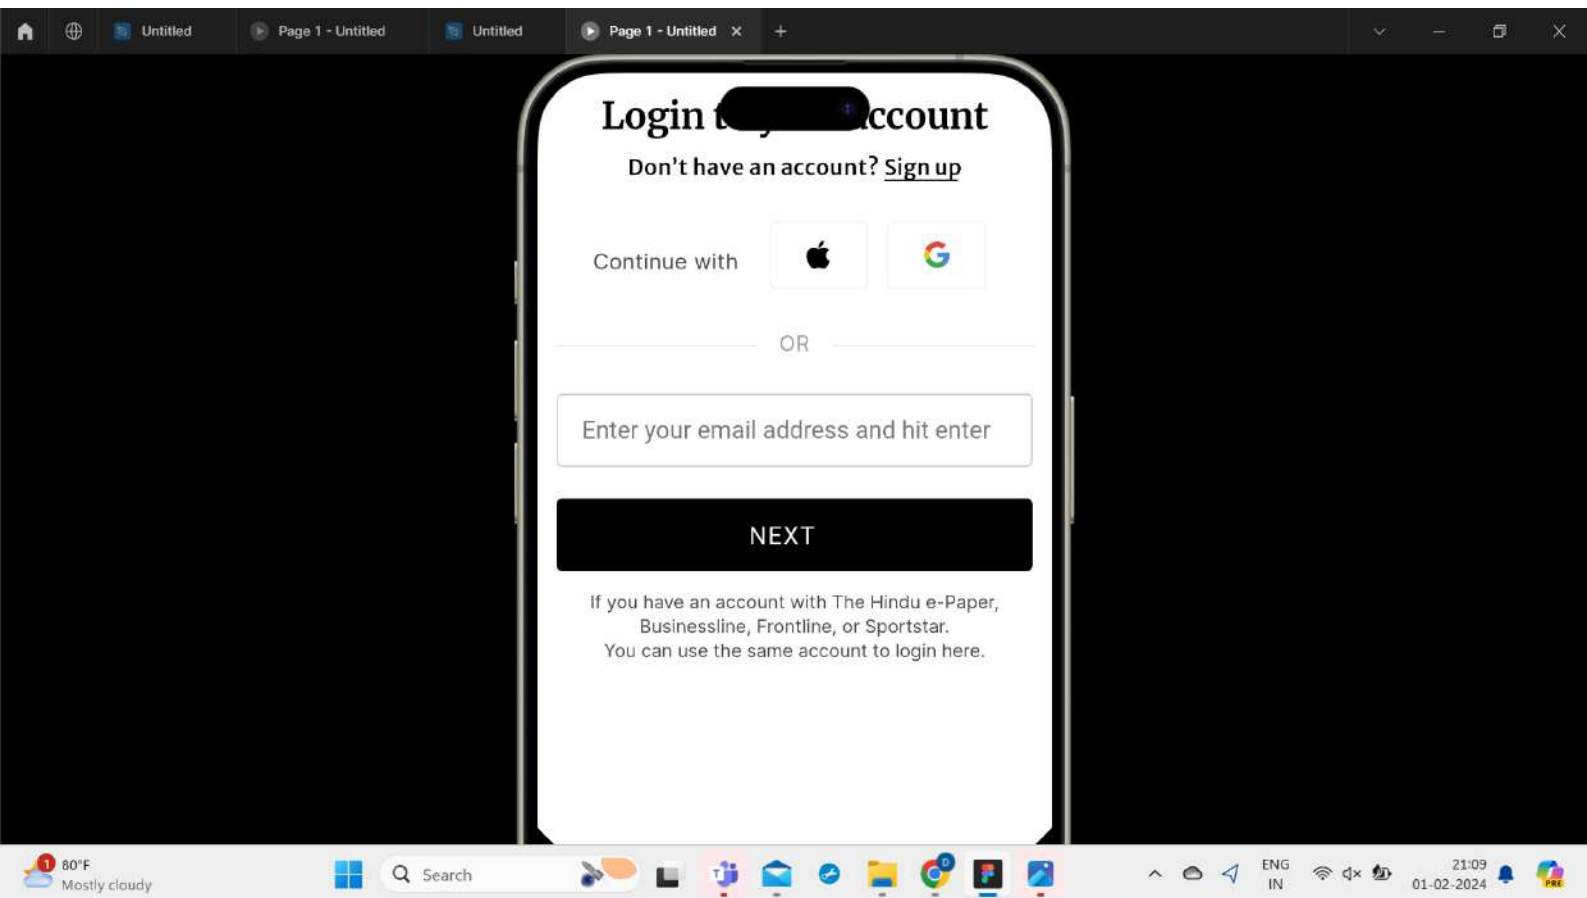 Untitled
Page 1 - Untitled
Untitled
Page 1 - Untitled
Login ccount
Don't have an account? Sign up
Continue with
OR
Enter your email address and hit enter
NEXT
If you have an account with The Hindu e-Paper,
Businessline, Frontline, or Sportstar.
You can use the same account to login here.
1
80°F
Mostly cloudy
Search
D
ENG
IN
21:09
01-02-2024
PRE